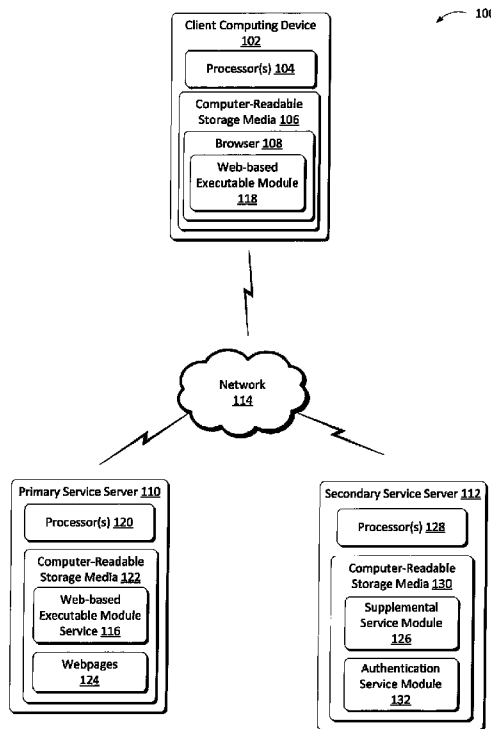 100
Client Computing Device
102
Processor(s) 104
Computer-Readable
Storage Media 106
Browser 108
Web-based
Executable Module
118
Network
114
Primary Service Server 110
Processor(s) 120
Computer-Readable
Storage Media 122
Web-based
Executable Module
Service 116
Webpages
124
Secondary Service Server 112
Processor(s) 128
Computer-Readable
Storage Media 130
Supplemental
Service Module
126
Authentication
Service Module
132